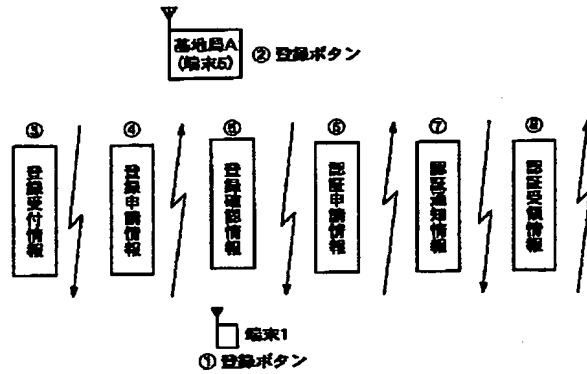 基地局A
(端末5)
② 登録ボタン
③
登録受付情報
④
登録申請情報
⑤
登録確認情報
⑥
認証申請情報
⑦
認証通知情報
⑧
認証受領情報
端末1
① 登録ボタン